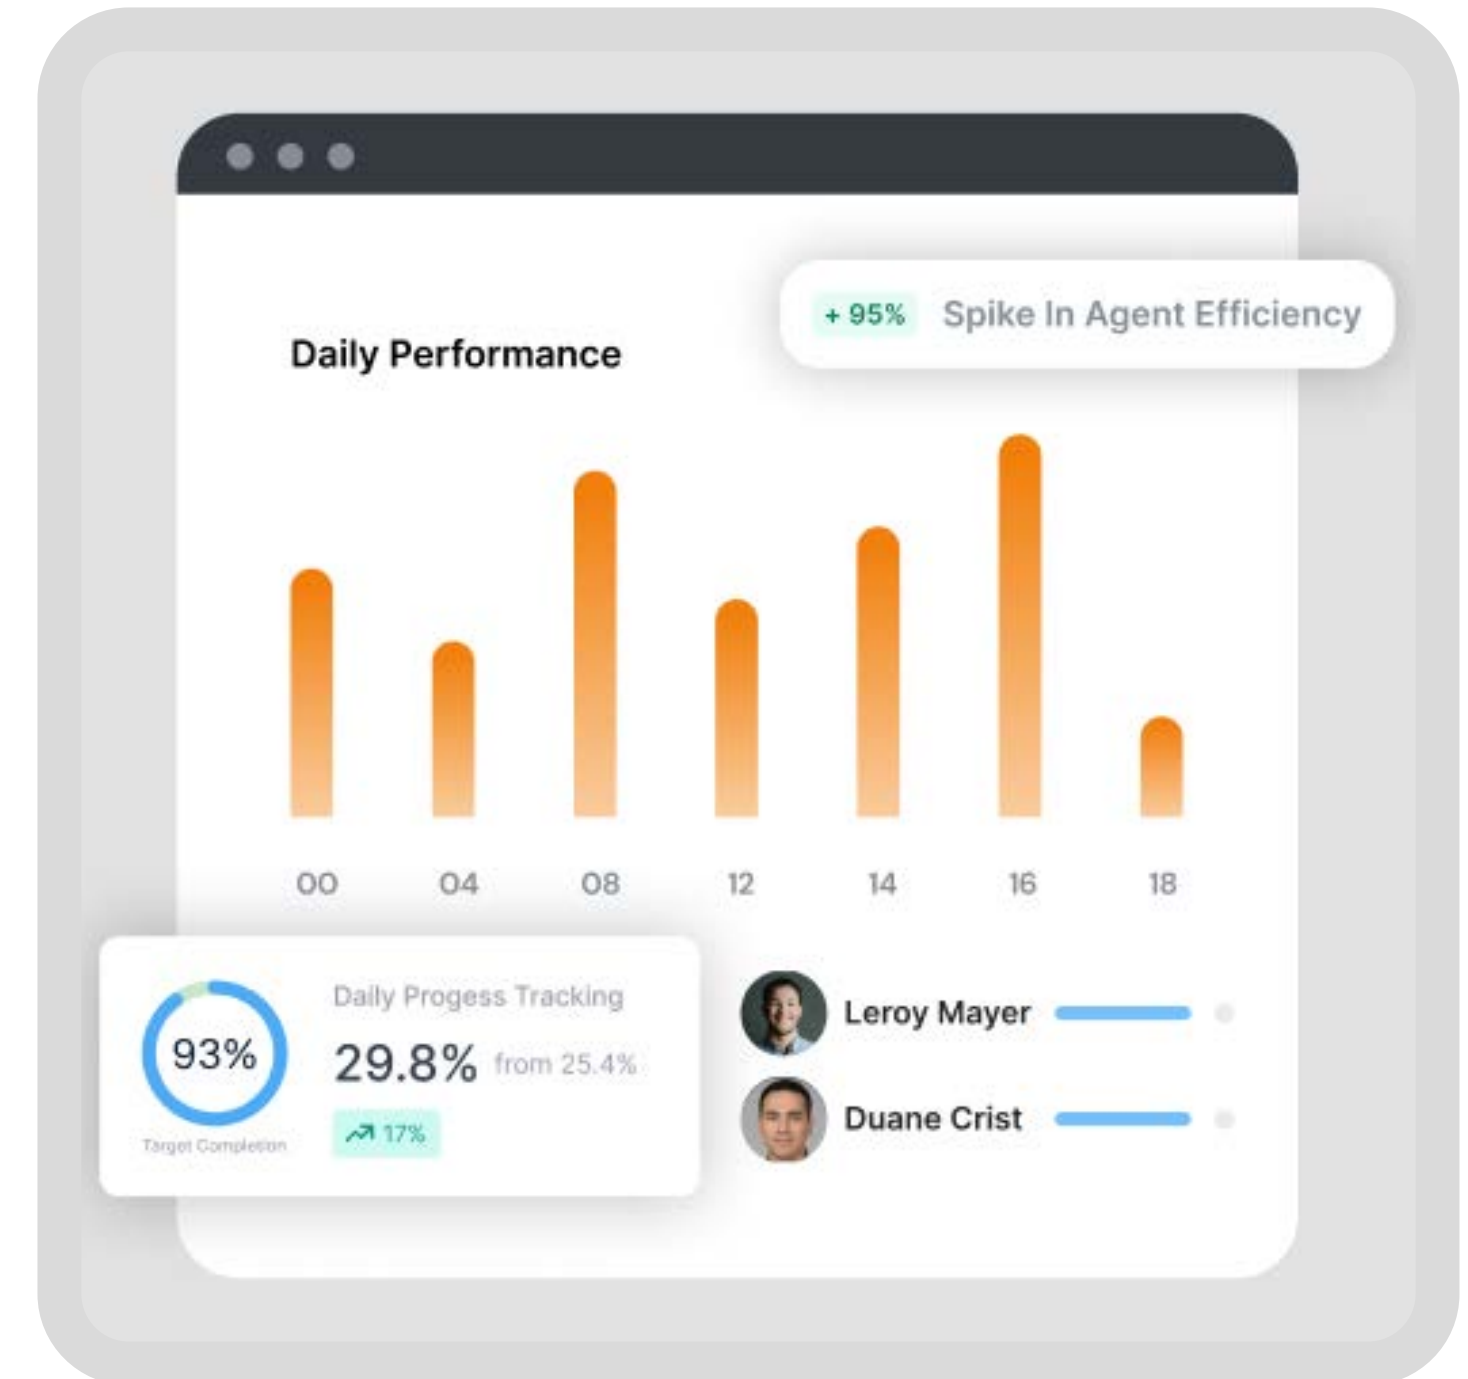 + 95% Spike In Agent Efficiency
Daily Performance
00 04 08 12 14 16 18
93%
Target Completion
Daily Progess Tracking
29.8% from 25.4%
17%
Leroy Mayer
Duane Crist